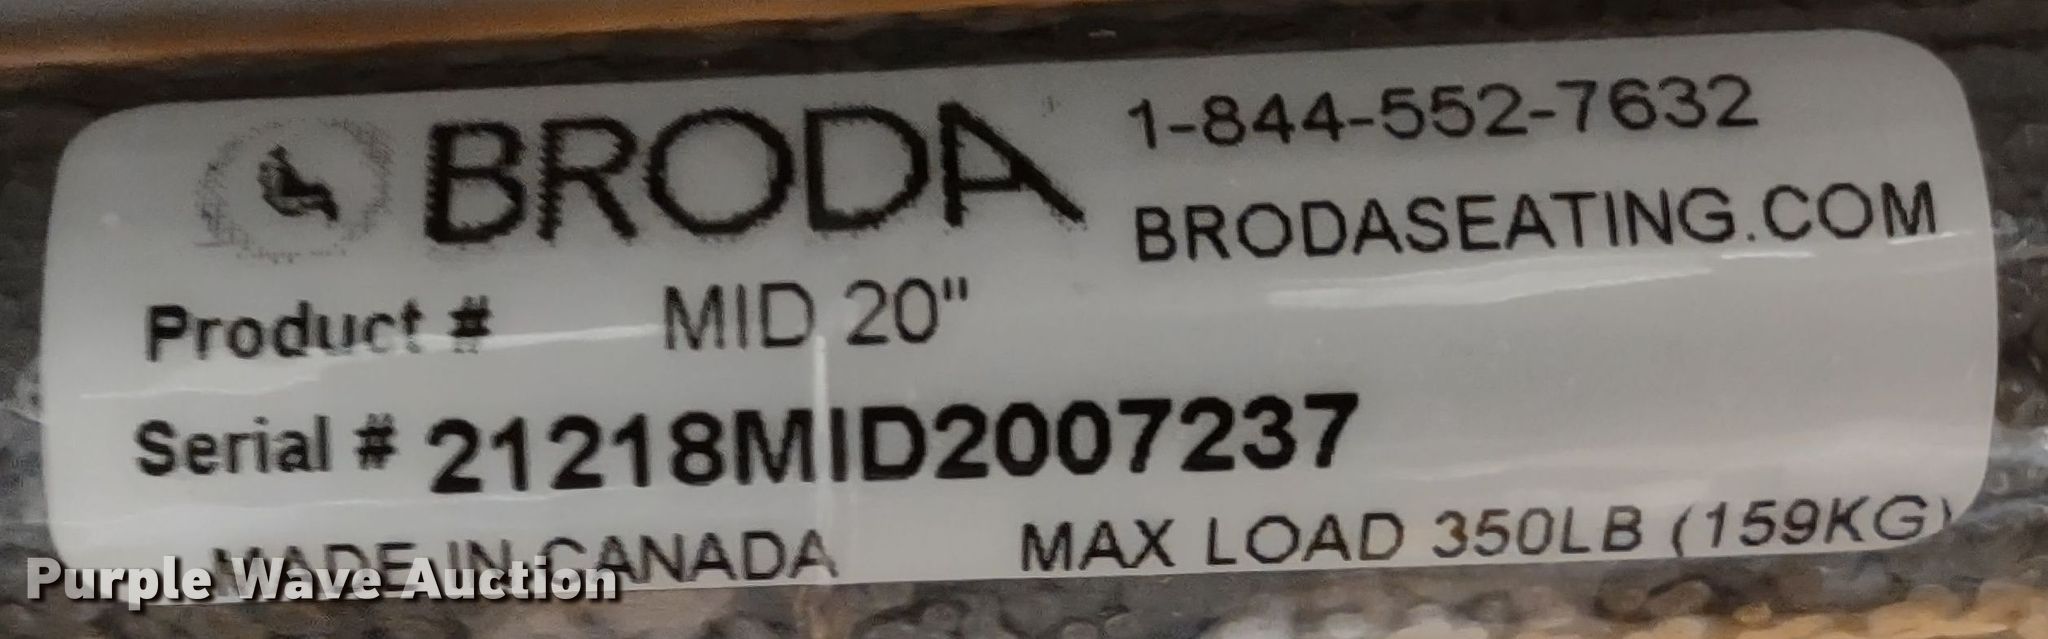 BRODA
1-844-552-7632
BRODASEATING.COM
Product # MID 20"
Serial # 21218MID2007237
MADE IN CANADA MAX LOAD 350LB (159KG)
Purple Wave Auction